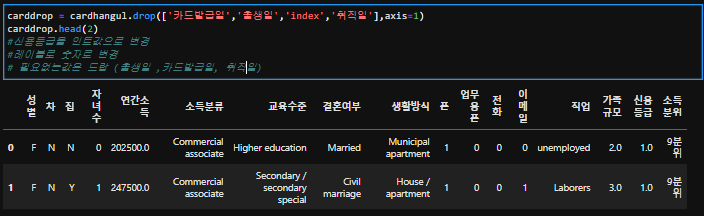 carddrop = cardhangul.drop(['카드발급일','출생일','index','취직일'],axis=1)
carddrop.head(2)
#신용등급을 인트값으로 변경
#레이블로 숫자로 변경
# 필요없는값은 드랍 (출생일 ,카드발급일, 취직일)
성별 차 집 자녀수 연간소득 소득분류 교육수준 결혼여부 생활방식 폰 업무용폰 전화 이메일 직업 가족규모 신용등급 소득분위
0 F N N 0 202500.0 Commercial associate Higher education Married Municipal apartment 1 0 0 0 unemployed 2.0 1.0 9분위
1 F N Y 1 247500.0 Commercial associate Secondary / secondary special Civil marriage House / apartment 1 0 0 1 Laborers 3.0 1.0 9분위